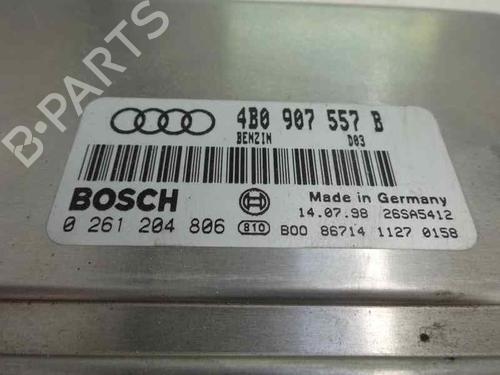 4B0 907 557 B
BENZIN D03
BOSCH
Made in Germany
14.07.98 26SA5412
0 261 204 806 810 B00 86714 1127 0158
B-PARTS